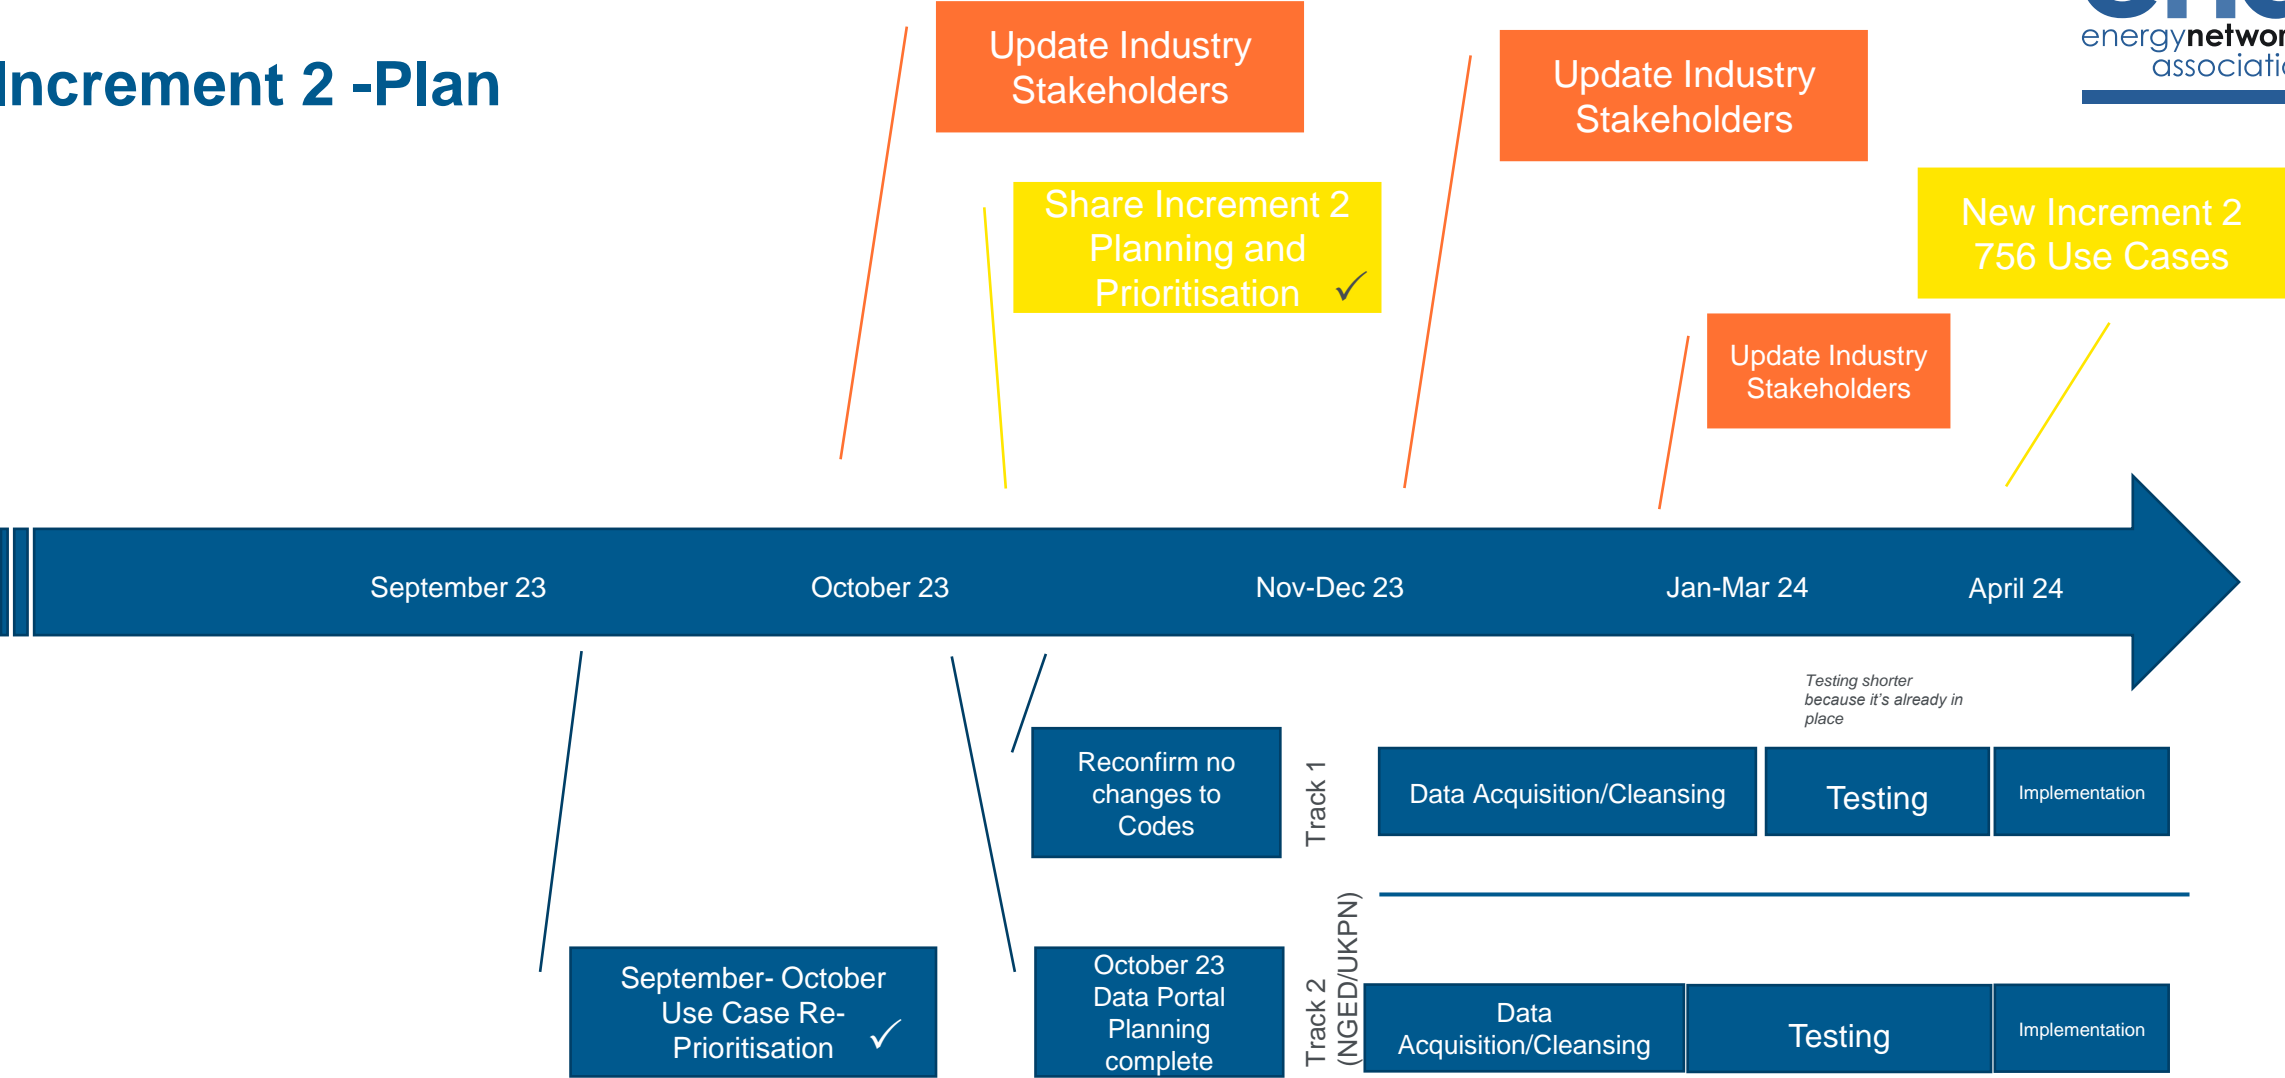 Increment 2 -Plan
energynetwor
associatio
Update Industry
Stakeholders
Update Industry
Stakeholders
Share Increment 2
Planning and
Prioritisation ✓
New Increment 2
756 Use Cases
Update Industry
Stakeholders
September 23
October 23
Nov-Dec 23
Jan-Mar 24
April 24
Testing shorter
because it's already in
place
Reconfirm no
changes to
Codes
Track 1
Data Acquisition/Cleansing
Testing
Implementation
September- October
Use Case Re-
Prioritisation ✓
October 23
Data Portal
Planning
complete
Track 2
(NGED/UKPN)
Data
Acquisition/Cleansing
Testing
Implementation